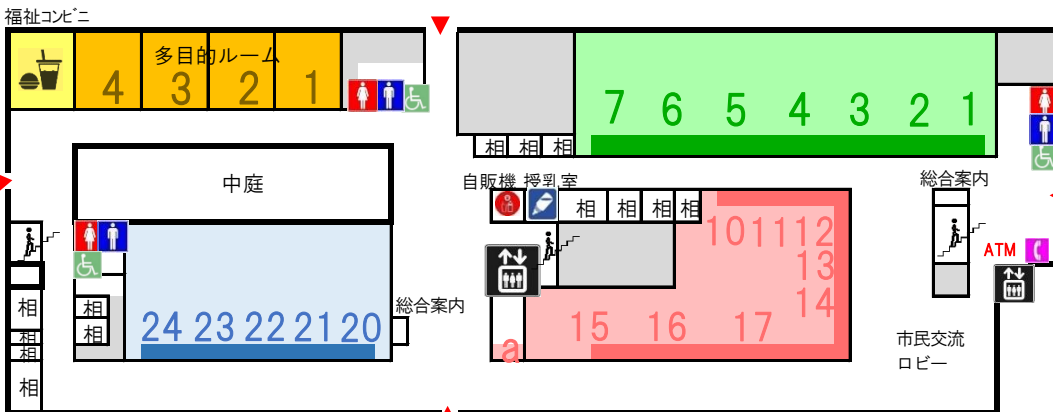 福祉コンビニ
多目的ルーム
4 3 2 1
7 6 5 4 3 2 1
相 相 相
中庭
自販機 授乳室
総合案内
相 相 相 相
10 11 12
13
14
ATM
相
相
相
相
相
相
24 23 22 21 20
総合案内
15 16 17
a
市民交流
ロビー